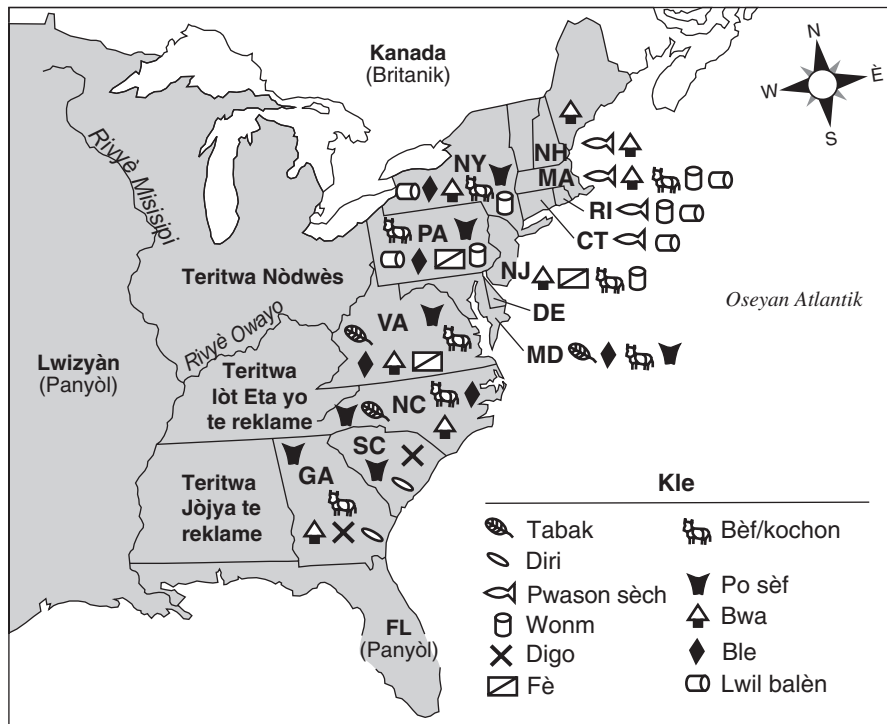 Kanada
(Britanik)
N
È
W
S
Rivyè Misisipi
NY
NH
MA
RI
CT
PA
NJ
Teritwa Nòdwès
DE
Oseyan Atlantik
VA
Rivyè Owayo
MD
Lwizyàn
(Panyòl)
Teritwa
lòt Eta yo
te reklame
NC
SC
GA
Teritwa
Jòjya te
reklame
FL
(Panyòl)
Kle
Tabak
Diri
Pwason sèch
Wonm
Digo
Fè
Bèf/kochon
Po sèf
Bwa
Ble
Lwil balèn